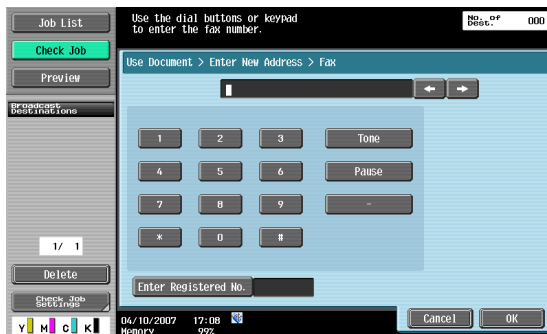 Job List
Check Job
Preview
Broadcast
Destinations
1/ 1
Delete
Check Job
Settings
Y M C K
Use the dial buttons or keypad
to enter the fax number.
No. of
Dest.
000
Use Document > Enter New Address > Fax
1 2 3 Tone
4 5 6 Pause
7 8 9 -
* 0 #
Enter Registered No.
04/10/2007 17:08
Memory 99%
Cancel
OK